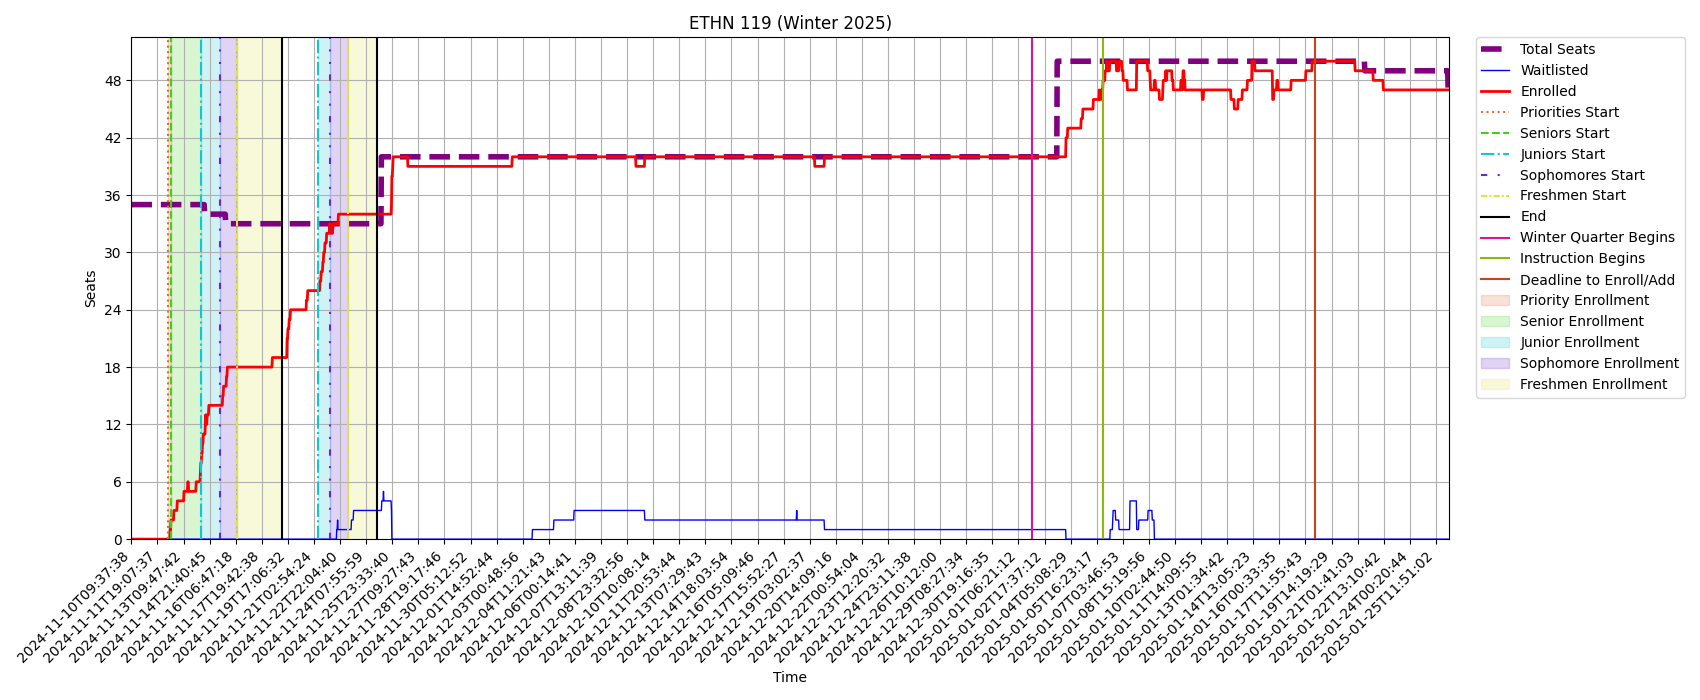 ETHN 119 (Winter 2025)
Seats
48
42
36
30
24
18
12
6
0
2024-11-10T09:37:38
2024-11-11T19:07:37
2024-11-13T09:47:42
2024-11-14T21:40:45
2024-11-16T06:47:18
2024-11-17T19:42:38
2024-11-19T17:06:32
2024-11-21T02:54:24
2024-11-22T22:04:40
2024-11-24T07:55:59
2024-11-25T23:33:40
2024-11-27T09:27:43
2024-11-28T19:17:46
2024-11-30T05:12:52
2024-12-01T14:52:44
2024-12-03T00:48:56
2024-12-04T11:21:43
2024-12-06T00:14:41
2024-12-07T13:11:39
2024-12-08T23:32:56
2024-12-10T10:08:14
2024-12-11T20:53:44
2024-12-13T07:29:43
2024-12-14T18:03:54
2024-12-16T05:09:46
2024-12-17T15:52:27
2024-12-19T03:02:37
2024-12-20T14:09:16
2024-12-22T00:54:04
2024-12-23T12:20:32
2024-12-24T23:11:38
2024-12-26T10:12:00
2024-12-29T08:27:34
2024-12-30T19:16:35
2025-01-01T06:21:12
2025-01-02T17:37:12
2025-01-04T05:08:29
2025-01-05T16:23:17
2025-01-07T03:46:53
2025-01-08T15:19:56
2025-01-10T02:44:50
2025-01-11T14:09:55
2025-01-13T01:34:42
2025-01-14T13:05:23
2025-01-16T00:33:35
2025-01-17T11:55:43
2025-01-19T14:19:29
2025-01-21T01:41:03
2025-01-22T13:10:42
2025-01-24T00:20:44
2025-01-25T11:51:02
Time
Total Seats
Waitlisted
Enrolled
Priorities Start
Seniors Start
Juniors Start
Sophomores Start
Freshmen Start
End
Winter Quarter Begins
Instruction Begins
Deadline to Enroll/Add
Priority Enrollment
Senior Enrollment
Junior Enrollment
Sophomore Enrollment
Freshmen Enrollment